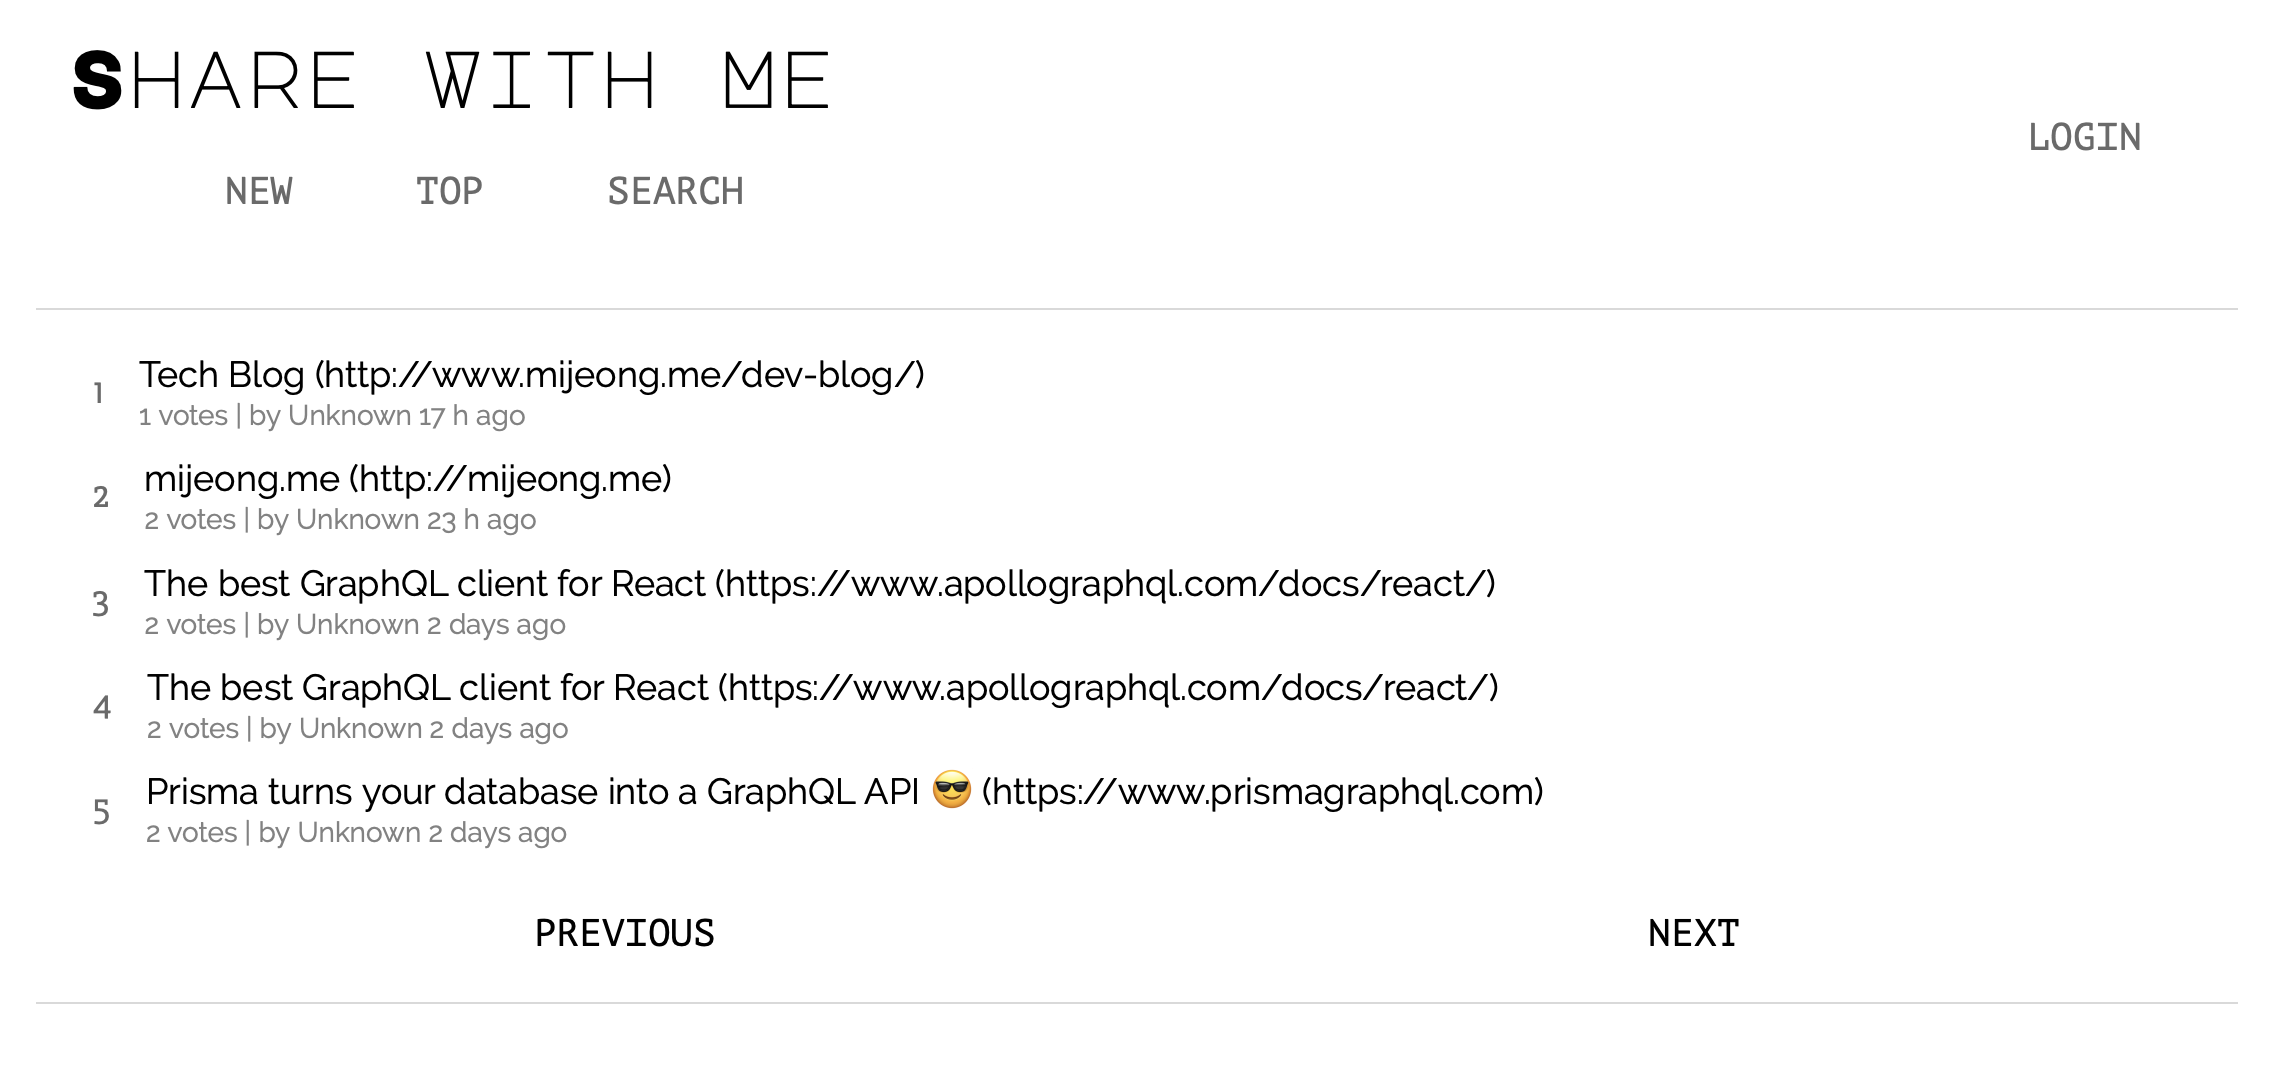 SHARE WITH ME
LOGIN
NEW TOP SEARCH
1 Tech Blog (http://www.mijeong.me/dev-blog/)
1 votes | by Unknown 17 h ago
2 mijeong.me (http://mijeong.me)
2 votes | by Unknown 23 h ago
3 The best GraphQL client for React (https://www.apollographql.com/docs/react/)
2 votes | by Unknown 2 days ago
4 The best GraphQL client for React (https://www.apollographql.com/docs/react/)
2 votes | by Unknown 2 days ago
5 Prisma turns your database into a GraphQL API 😎 (https://www.prismagraphql.com)
2 votes | by Unknown 2 days ago
PREVIOUS NEXT